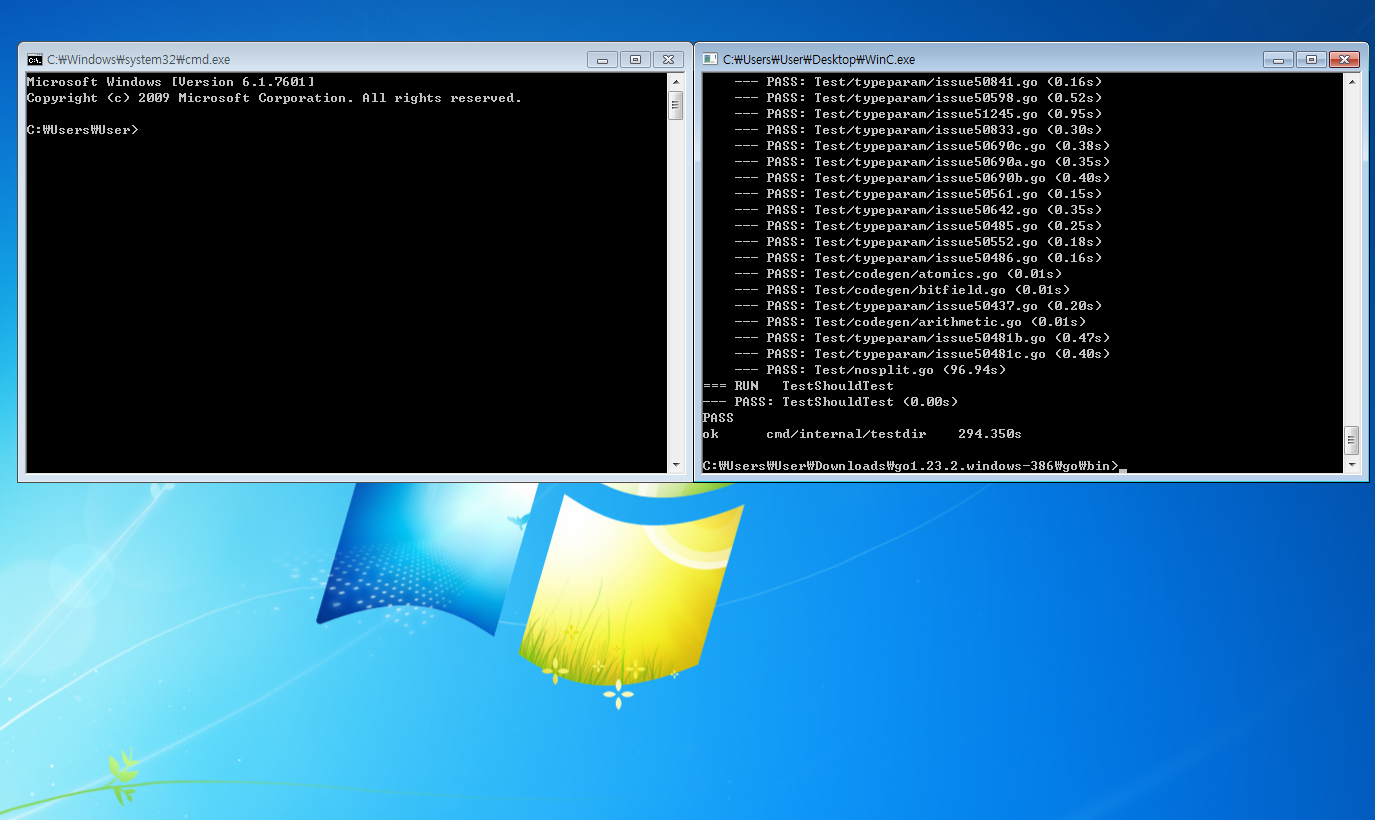 C:₩Windows₩system32₩cmd.exe
Microsoft Windows [Version 6.1.7601]
Copyright (c) 2009 Microsoft Corporation. All rights reserved.
C:₩Users₩User>
C:₩Users₩User₩Desktop₩WinC.exe
--- PASS: Test/typeparam/issue50841.go (0.16s)
--- PASS: Test/typeparam/issue50598.go (0.52s)
--- PASS: Test/typeparam/issue51245.go (0.95s)
--- PASS: Test/typeparam/issue50833.go (0.30s)
--- PASS: Test/typeparam/issue50690c.go (0.38s)
--- PASS: Test/typeparam/issue50690a.go (0.35s)
--- PASS: Test/typeparam/issue50690b.go (0.40s)
--- PASS: Test/typeparam/issue50561.go (0.15s)
--- PASS: Test/typeparam/issue50642.go (0.35s)
--- PASS: Test/typeparam/issue50485.go (0.25s)
--- PASS: Test/typeparam/issue50552.go (0.18s)
--- PASS: Test/typeparam/issue50486.go (0.16s)
--- PASS: Test/codegen/atomics.go (0.01s)
--- PASS: Test/codegen/bitfield.go (0.01s)
--- PASS: Test/typeparam/issue50437.go (0.20s)
--- PASS: Test/codegen/arithmetic.go (0.01s)
--- PASS: Test/typeparam/issue50481b.go (0.47s)
--- PASS: Test/typeparam/issue50481c.go (0.40s)
--- PASS: Test/nosplit.go (96.94s)
=== RUN   TestShouldTest
--- PASS: TestShouldTest (0.00s)
PASS
ok      cmd/internal/testdir    294.350s
C:₩Users₩User₩Downloads₩go1.23.2.windows-386₩go₩bin>_